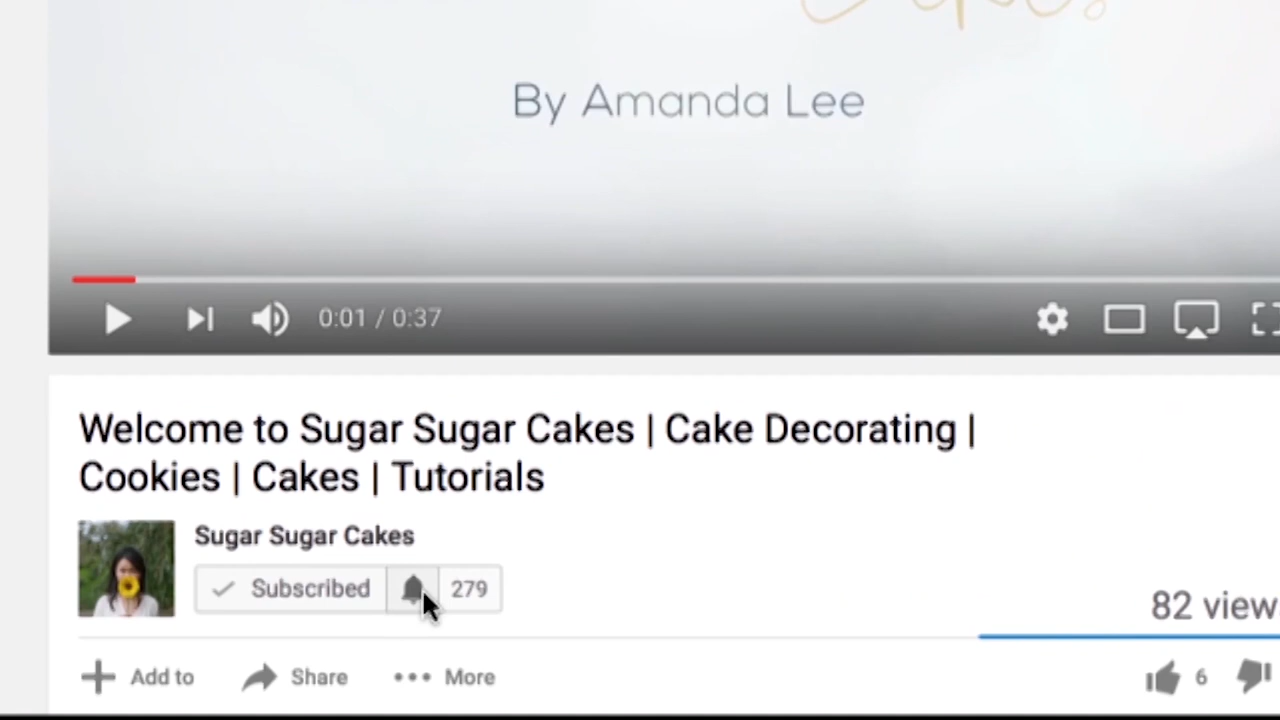 Cakes
By Amanda Lee
0:01 / 0:37
Welcome to Sugar Sugar Cakes | Cake Decorating |
Cookies | Cakes | Tutorials
Sugar Sugar Cakes
Subscribed 279
82 view
Add to Share More 6